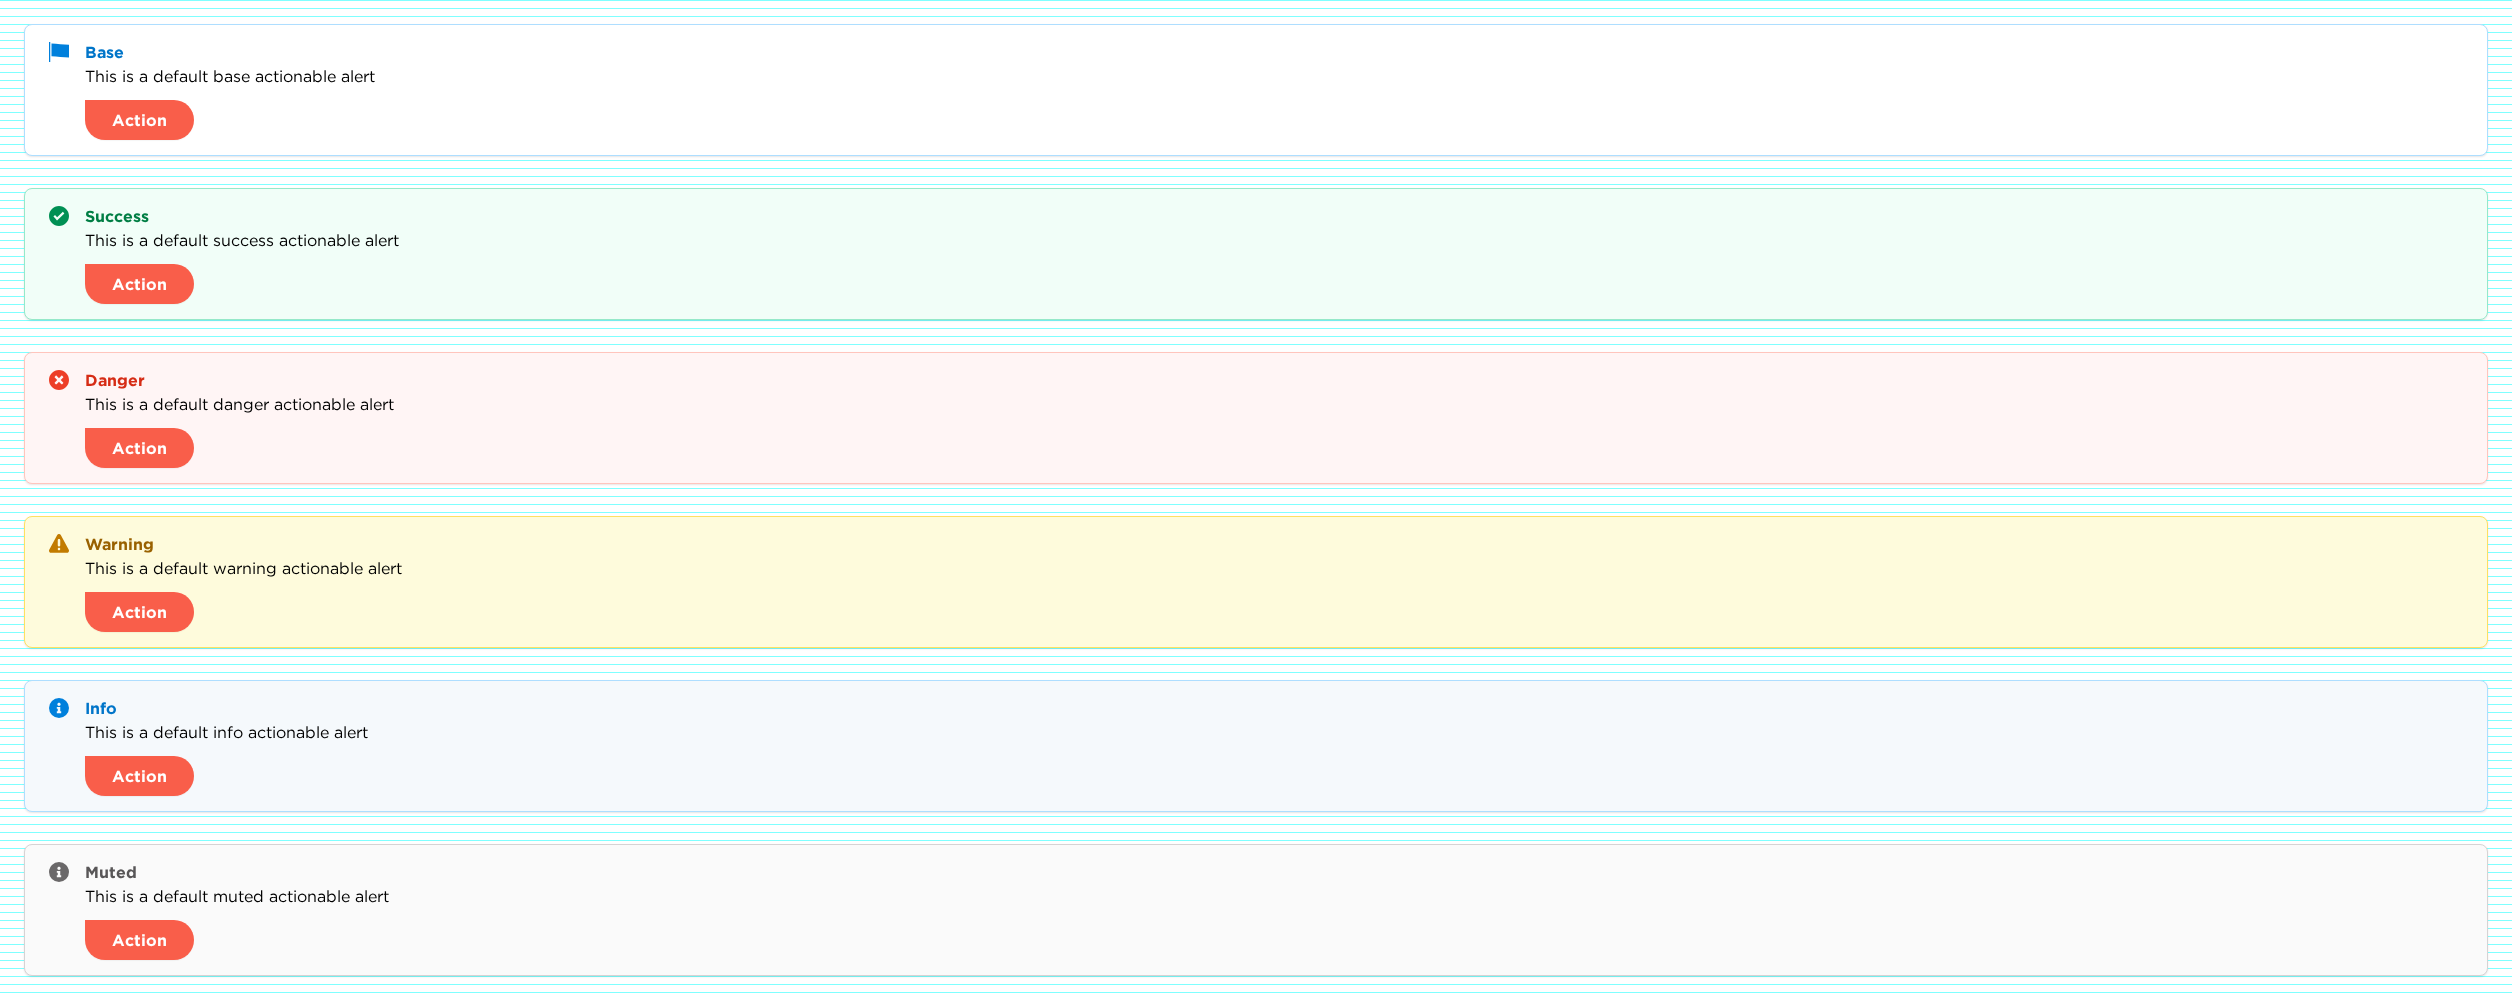 Base
This is a default base actionable alert
Action
Success
This is a default success actionable alert
Action
Danger
This is a default danger actionable alert
Action
Warning
This is a default warning actionable alert
Action
Info
This is a default info actionable alert
Action
Muted
This is a default muted actionable alert
Action